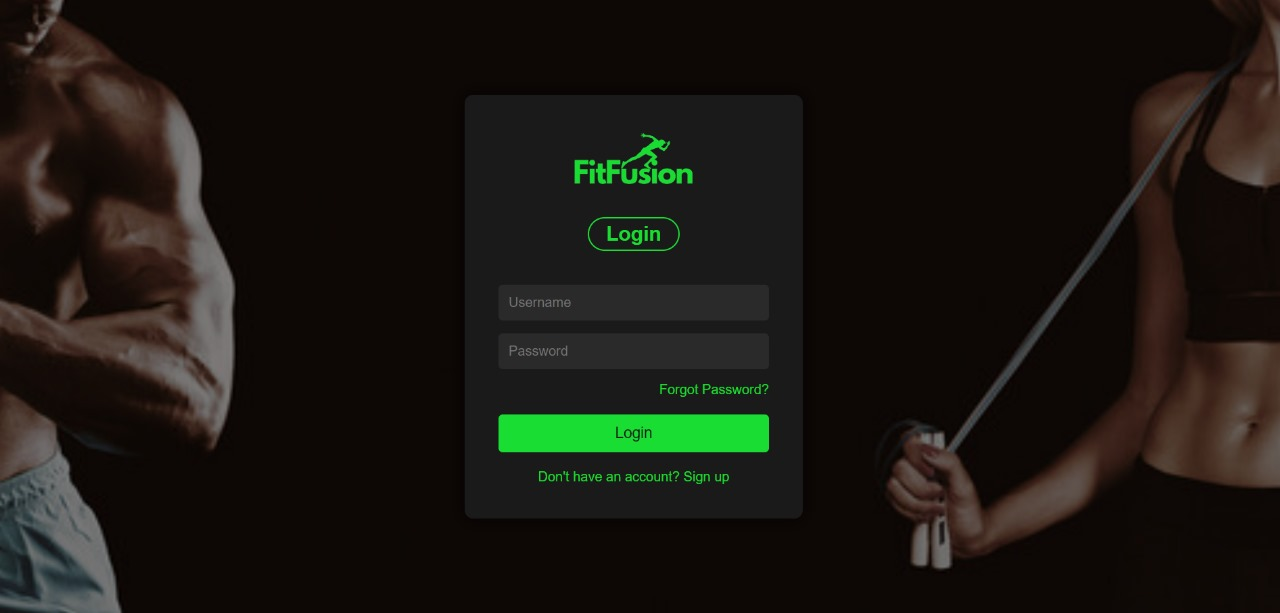 FitFusion
Login
Username
Password
Forgot Password?
Login
Don't have an account? Sign up